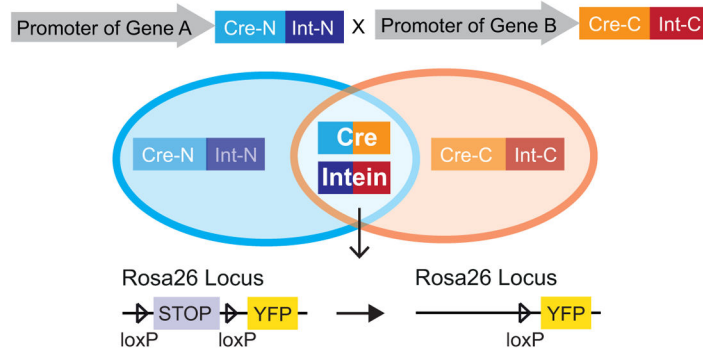 Promoter of Gene A Cre-N Int-N X Promoter of Gene B Cre-C Int-C
Cre-N Int-N Cre Cre-C Int-C
Intein
Rosa26 Locus Rosa26 Locus
STOP YFP YFP
loxP loxP loxP